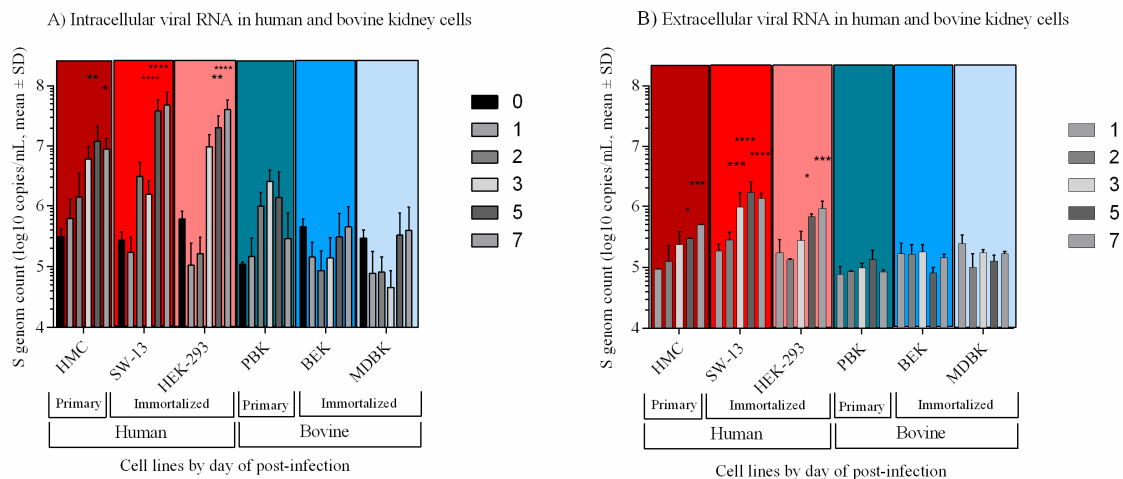 A) Intracellular viral RNA in human and bovine kidney cells
S genom count (log10 copies/mL, mean ± SD)
8
7
6
5
4
** *
**** ****
** ****
0
1
2
3
5
7
HMC
SW-13
HEK-293
PBK
BEK
MDBK
Primary
Immortalized
Primary
Immortalized
Human
Bovine
Cell lines by day of post-infection
B) Extracellular viral RNA in human and bovine kidney cells
S genom count (log10 copies/mL, mean ± SD)
8
7
6
5
4
* ***
*** **** ****
* ***
1
2
3
5
7
HMC
SW-13
HEK-293
PBK
BEK
MDBK
Primary
Immortalized
Primary
Immortalized
Human
Bovine
Cell lines by day of post-infection